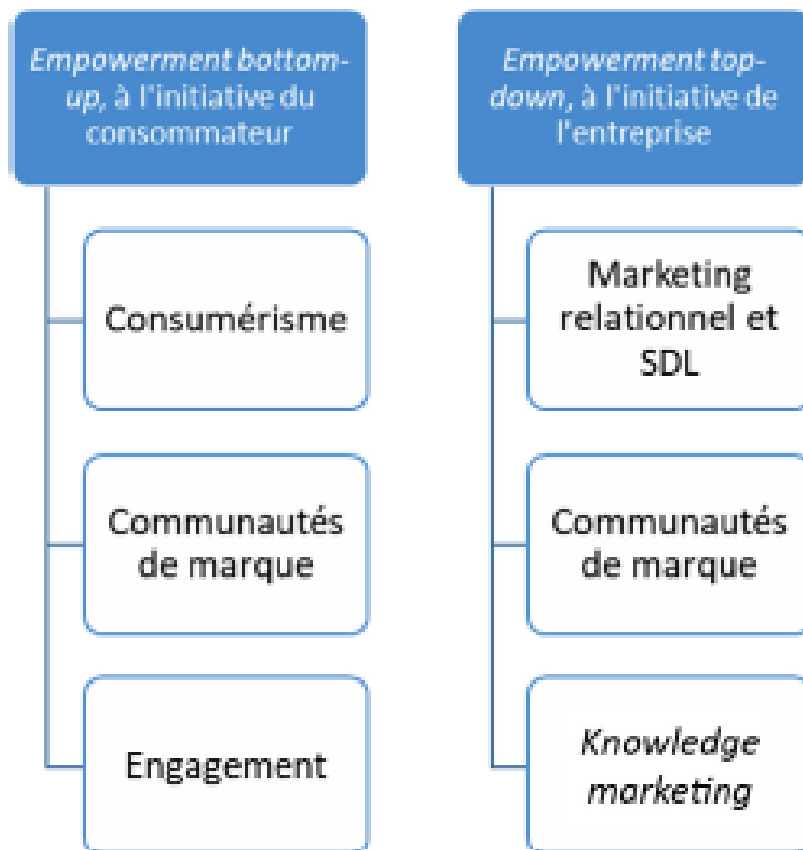 Empowerment bottom-
up, à l'initiative du
consommateur
Consumérisme
Communautés
de marque
Engagement
Empowerment top-
down, à l'initiative de
l'entreprise
Marketing
relationnel et
SDL
Communautés
de marque
Knowledge
marketing